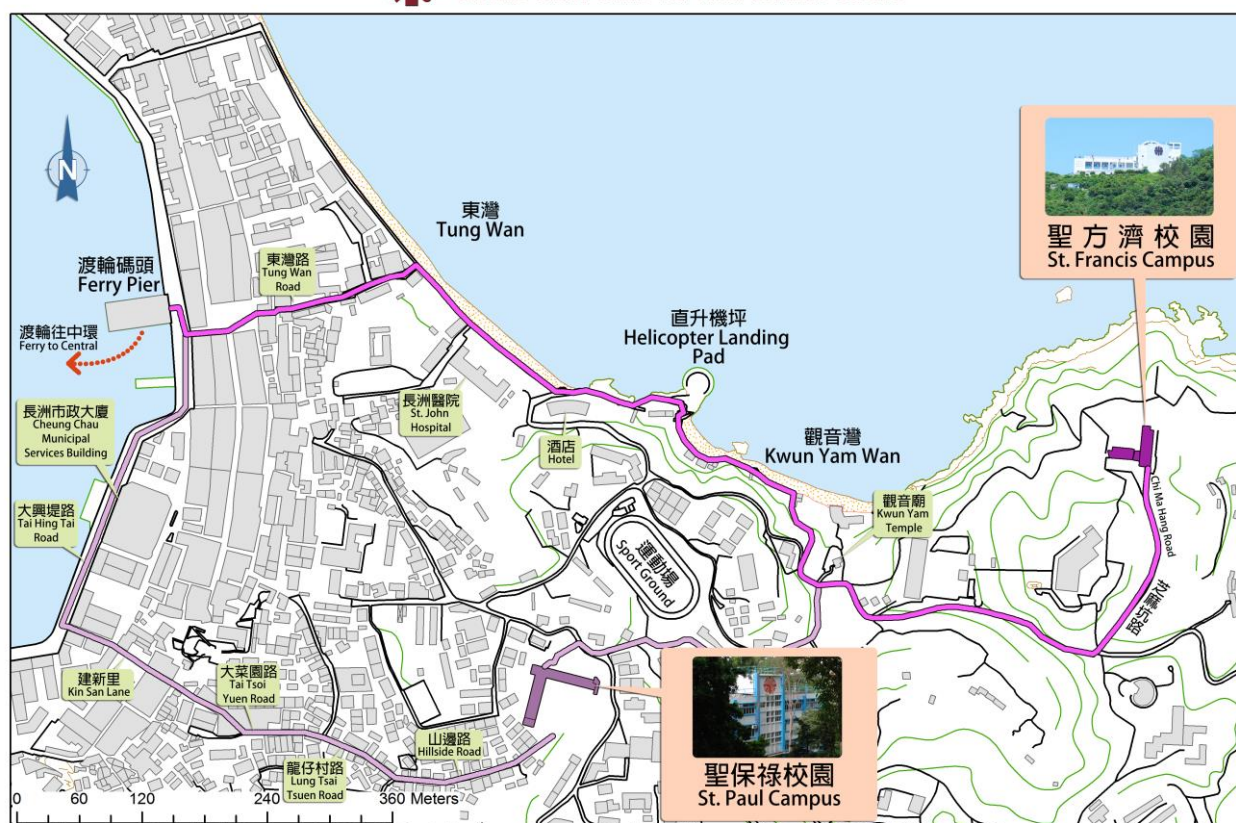 N
東灣
Tung Wan
聖方濟校園
St. Francis Campus
渡輪碼頭
Ferry Pier
東灣路
Tung Wan
Road
渡輪往中環
Ferry to Central
直升機坪
Helicopter Landing
Pad
長洲市政大廈
Cheung Chau
Municipal
Services Building
長洲醫院
St. John
Hospital
酒店
Hotel
觀音灣
Kwun Yam Wan
觀音廟
Kwun Yam
Temple
Chi Ma Hang Road
芝麻坑路
大興堤路
Tai Hing Tai
Road
運動場
Sport Ground
建新里
Kin San Lane
大菜園路
Tai Tsoi
Yuen Road
山邊路
Hillside Road
龍仔村路
Lung Tsai
Tsuen Road
聖保祿校園
St. Paul Campus
0 60 120 240 360 Meters